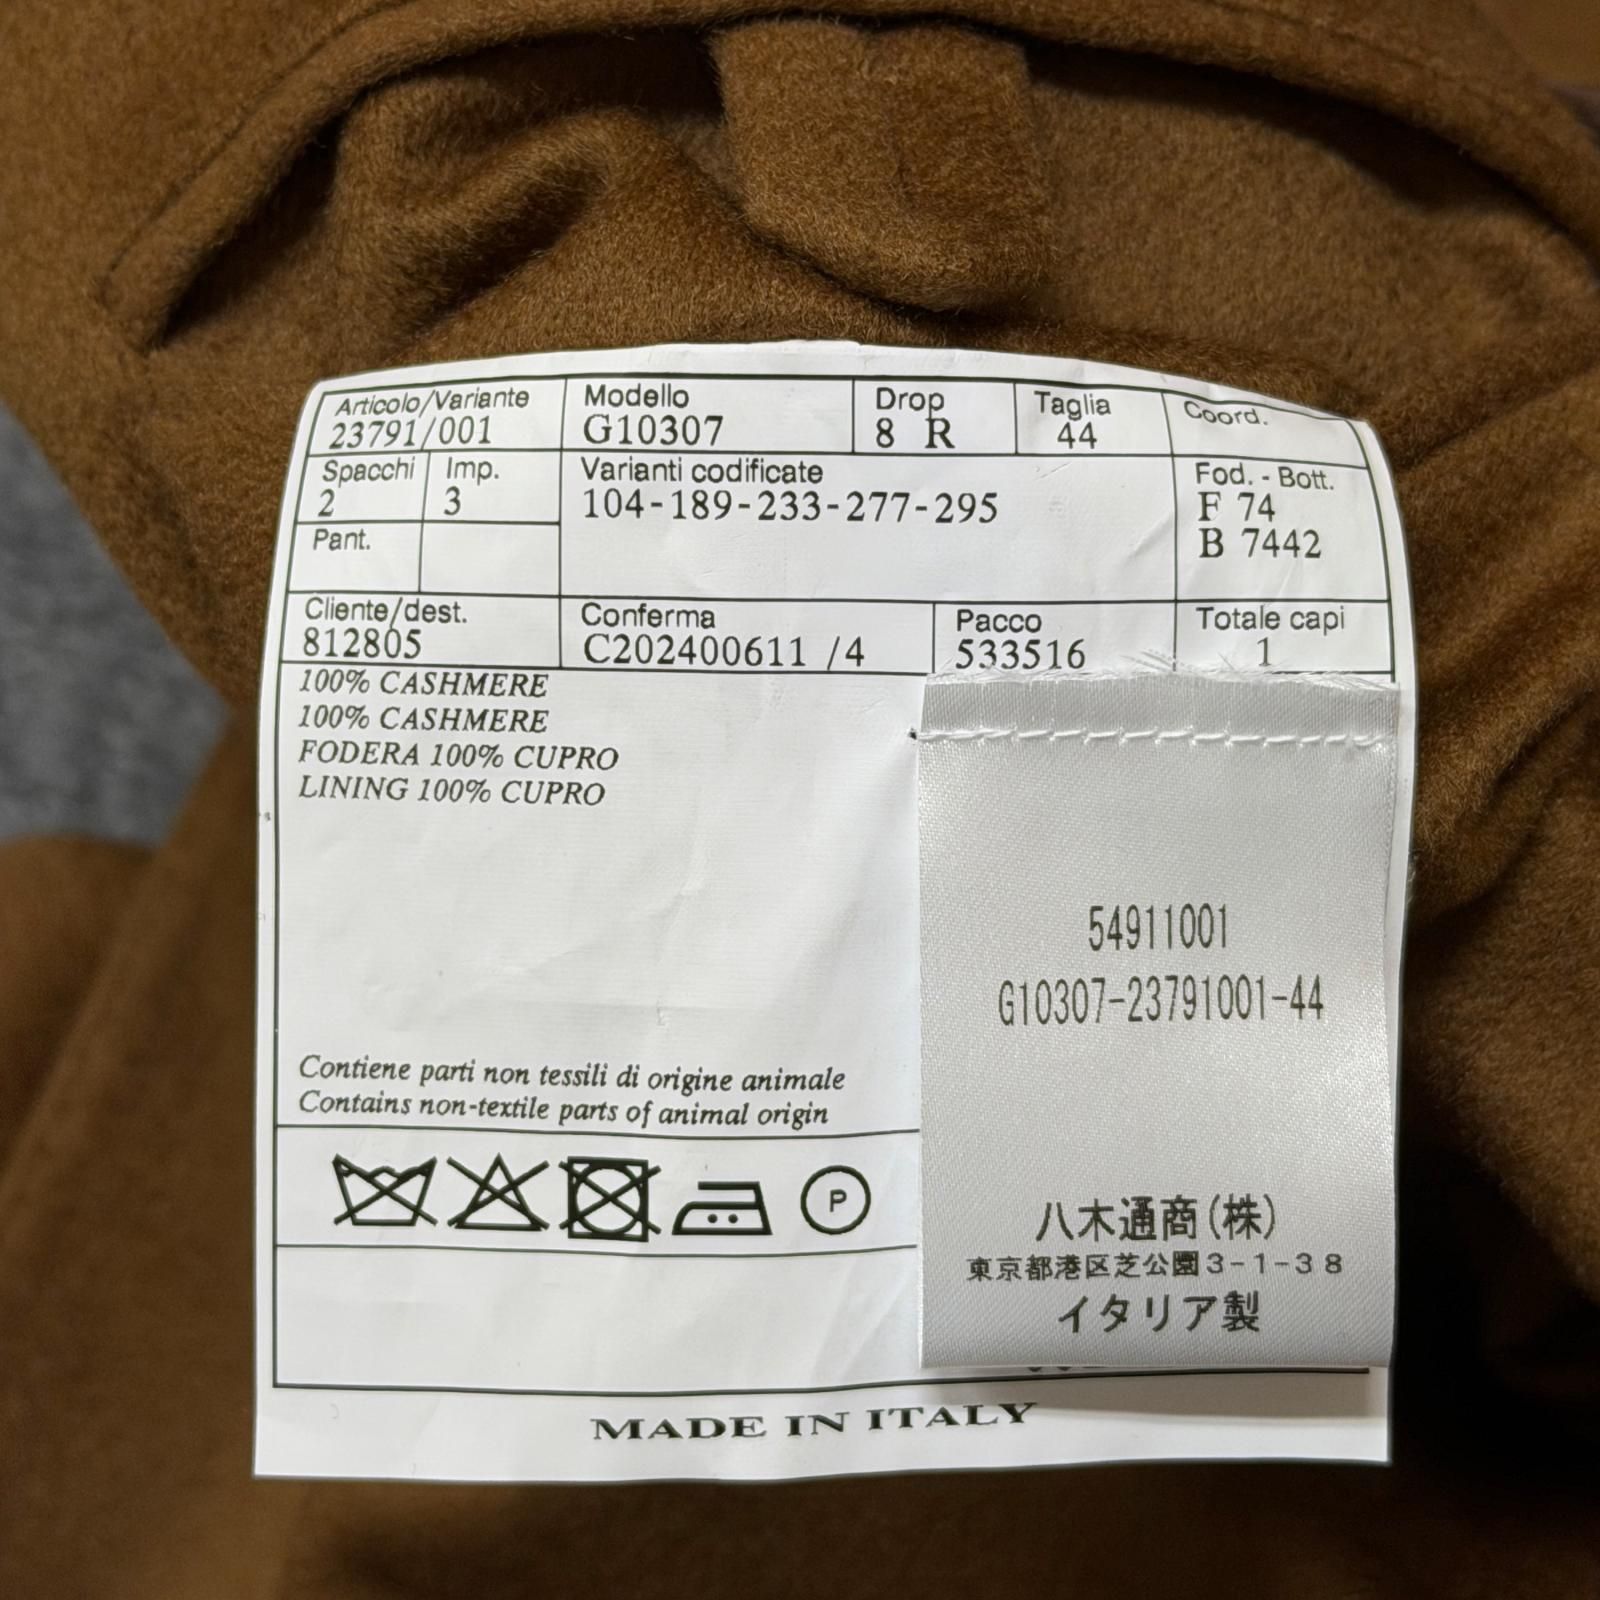 Articolo/Variante Modello Drop Taglia Coord.
23791/001 G10307 8 R 44
Spacchi Imp. Varianti codificate Fod. - Bott.
2 3 104-189-233-277-295 F 74
B 7442
Pant.
Cliente/dest. Conferma Pacco Totale capi
812805 C202400611 /4 533516 1
100% CASHMERE
100% CASHMERE
FODERA 100% CUPRO
LINING 100% CUPRO
54911001
G10307-23791001-44
Contiene parti non tessili di origine animale
Contains non-textile parts of animal origin
P
八木通商(株)
東京都港区芝公園3-1-38
イタリア製
MADE IN ITALY